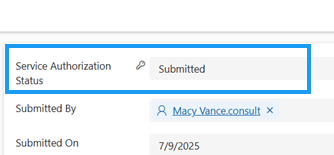 Service Authorization Status Submitted
Submitted By Macy Vance.consult ×
Submitted On 7/9/2025